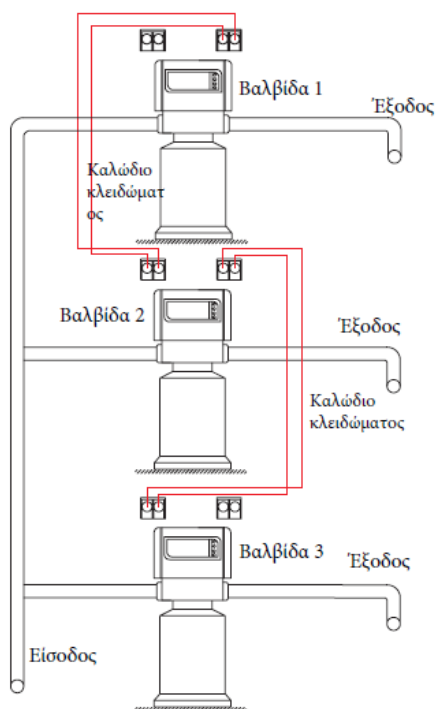 Βαλβίδα 1
Έξοδος
Καλώδιο
κλειδώματ
ος
Βαλβίδα 2
Έξοδος
Καλώδιο
κλειδώματος
Βαλβίδα 3
Έξοδος
Είσοδος